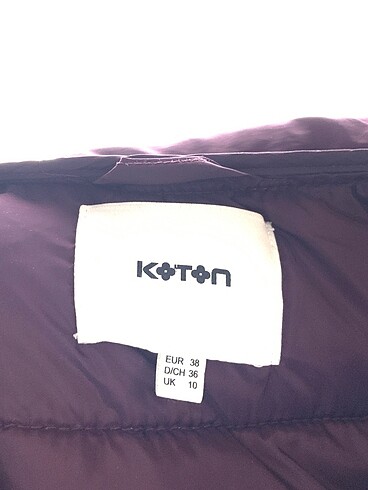 KOTON
EUR 38
D/CH 36
UK 10